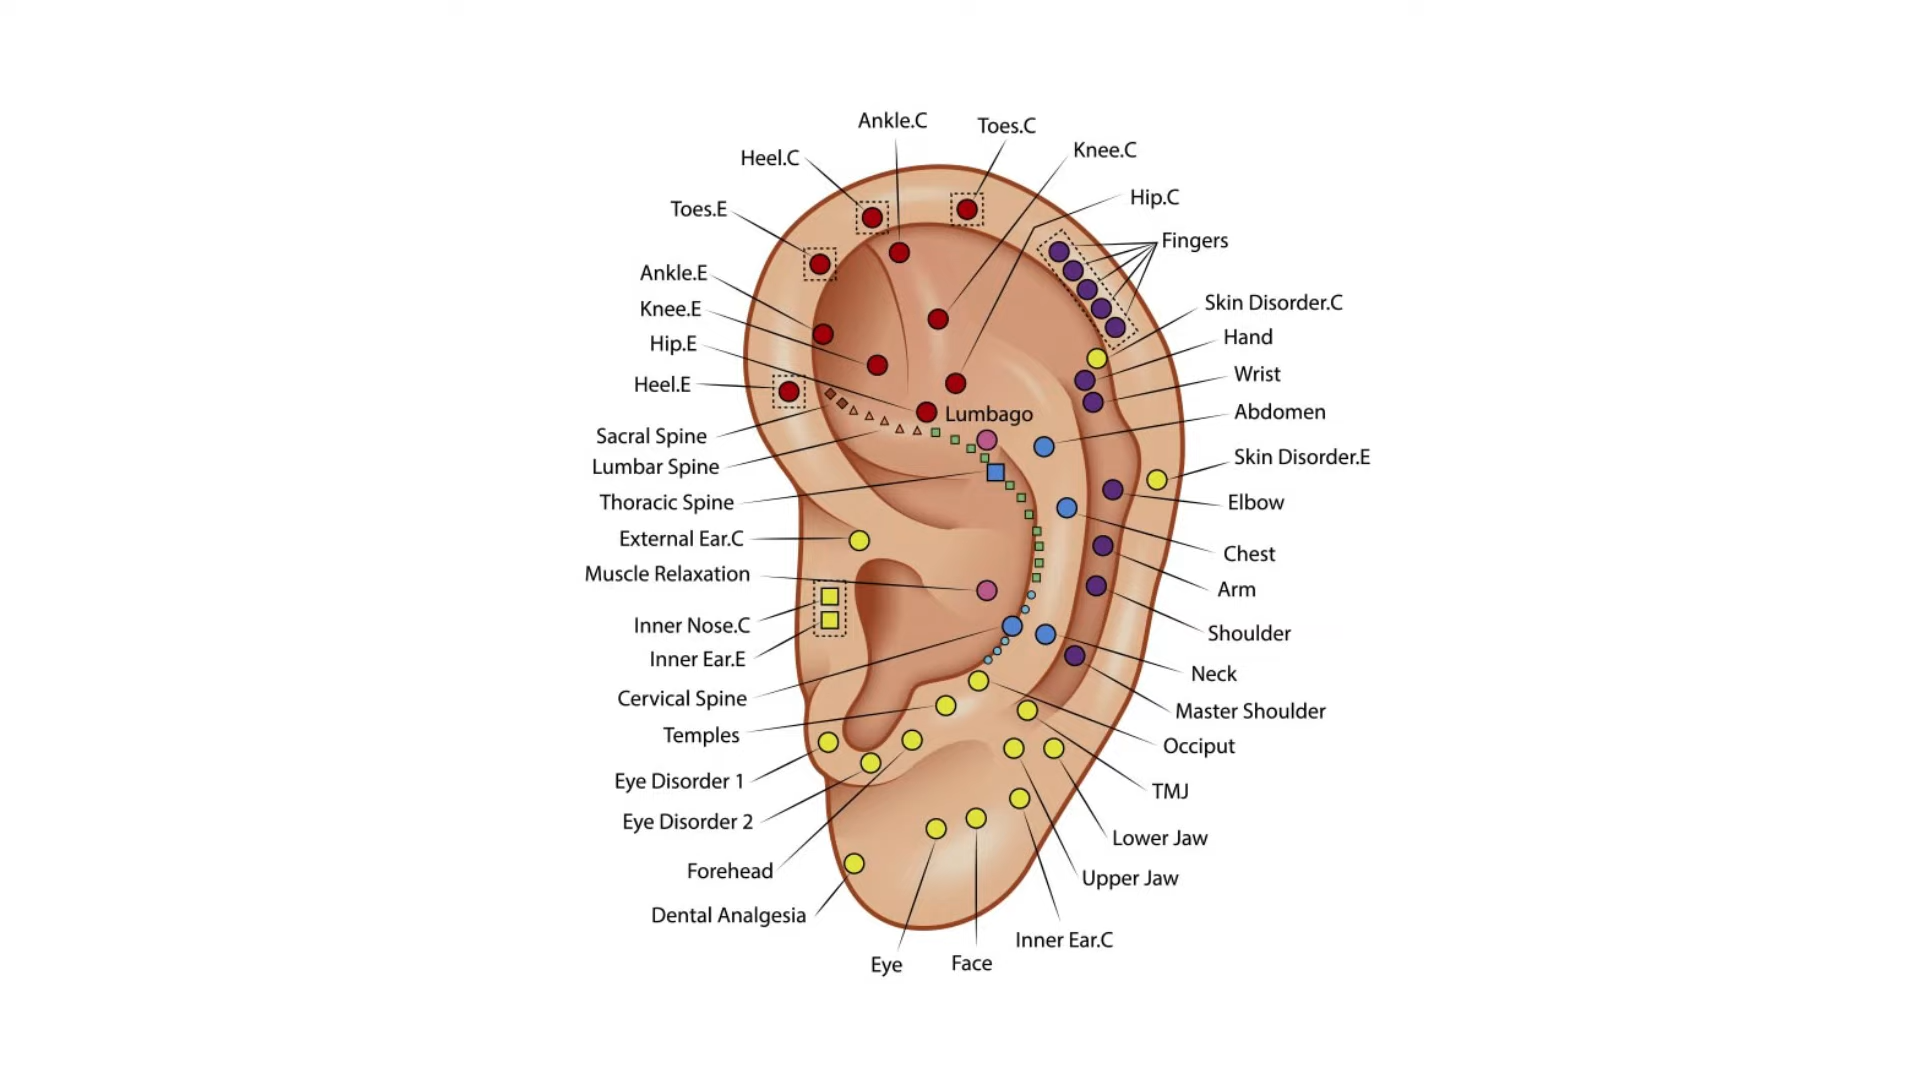 Ankle.C
Toes.C
Heel.C
Knee.C
Hip.C
Toes.E
Fingers
Ankle.E
Skin Disorder.C
Knee.E
Hand
Hip.E
Wrist
Heel.E
Lumbago
Abdomen
Sacral Spine
Skin Disorder.E
Lumbar Spine
Thoracic Spine
Elbow
External Ear.C
Chest
Muscle Relaxation
Arm
Inner Nose.C
Shoulder
Inner Ear.E
Neck
Cervical Spine
Master Shoulder
Temples
Occiput
Eye Disorder 1
TMJ
Eye Disorder 2
Lower Jaw
Forehead
Upper Jaw
Dental Analgesia
Inner Ear.C
Eye
Face